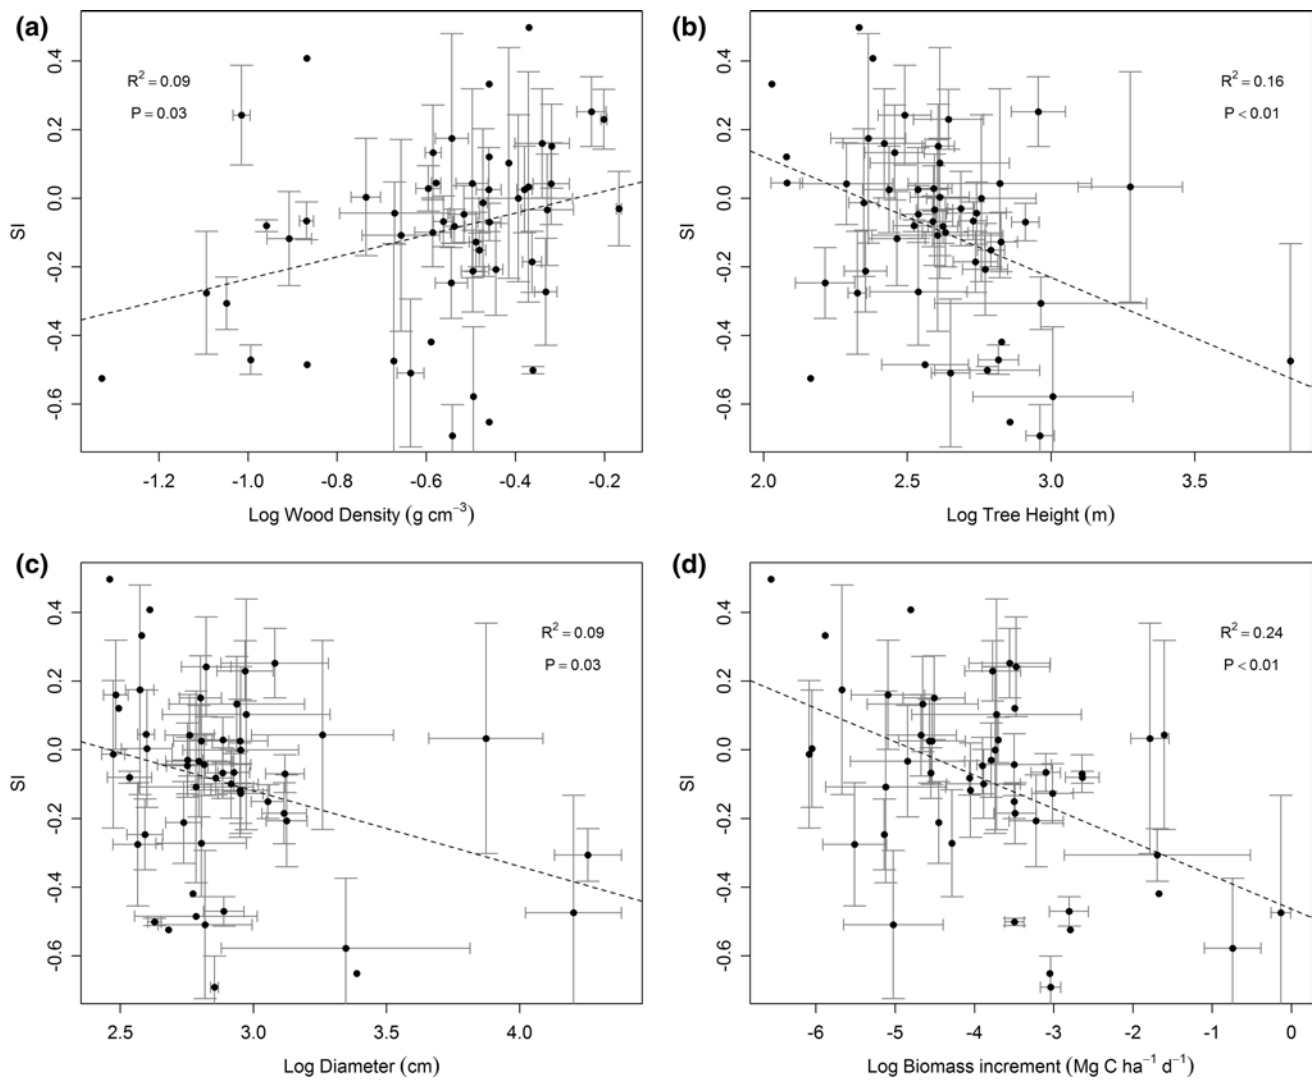 (a)
R² = 0.09
P = 0.03
SI
0.4
0.2
0.0
-0.2
-0.4
-0.6
-1.2 -1.0 -0.8 -0.6 -0.4 -0.2
Log Wood Density (g cm⁻³)
(b)
R² = 0.16
P < 0.01
SI
0.4
0.2
0.0
-0.2
-0.4
-0.6
2.0 2.5 3.0 3.5
Log Tree Height (m)
(c)
R² = 0.09
P = 0.03
SI
0.4
0.2
0.0
-0.2
-0.4
-0.6
2.5 3.0 3.5 4.0
Log Diameter (cm)
(d)
R² = 0.24
P < 0.01
SI
0.4
0.2
0.0
-0.2
-0.4
-0.6
-6 -5 -4 -3 -2 -1 0
Log Biomass increment (Mg C ha⁻¹ d⁻¹)